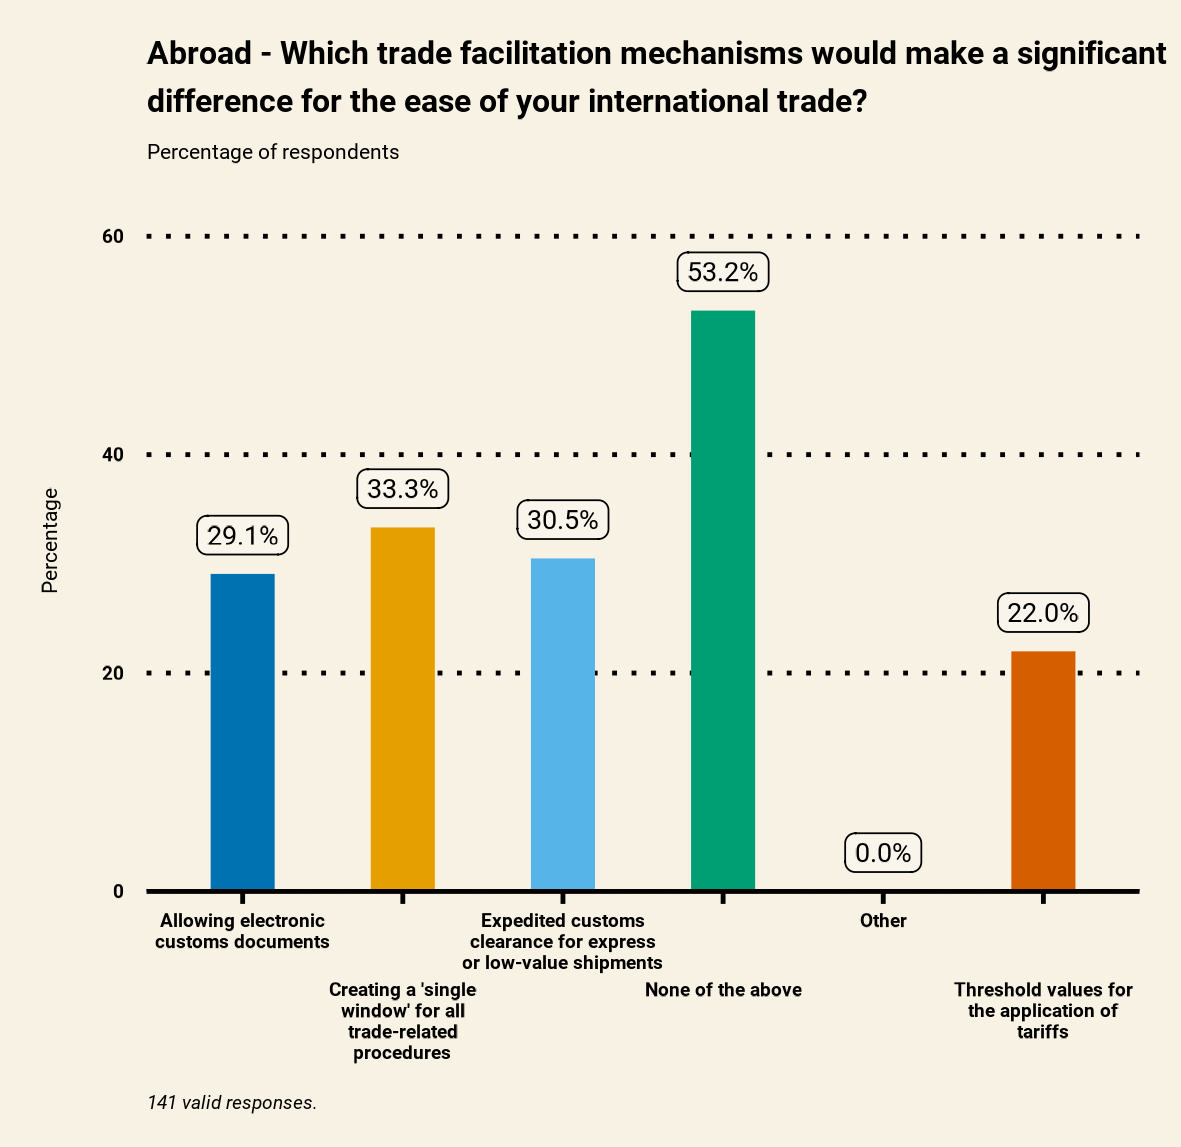 Abroad - Which trade facilitation mechanisms would make a significant
difference for the ease of your international trade?
Percentage of respondents
Percentage
60
40
20
0
29.1%
33.3%
30.5%
53.2%
0.0%
22.0%
Allowing electronic
customs documents
Creating a 'single
window' for all
trade-related
procedures
Expedited customs
clearance for express
or low-value shipments
None of the above
Other
Threshold values for
the application of
tariffs
141 valid responses.